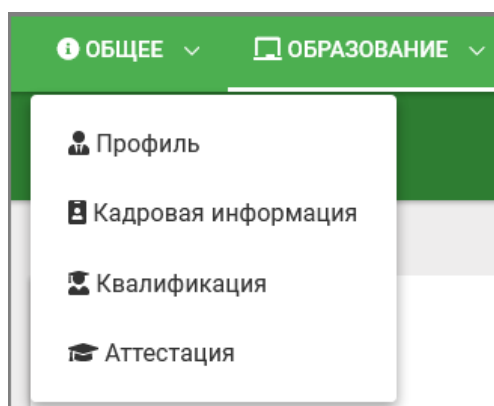 ОБЩЕЕ ОБРАЗОВАНИЕ
Профиль
Кадровая информация
Квалификация
Аттестация